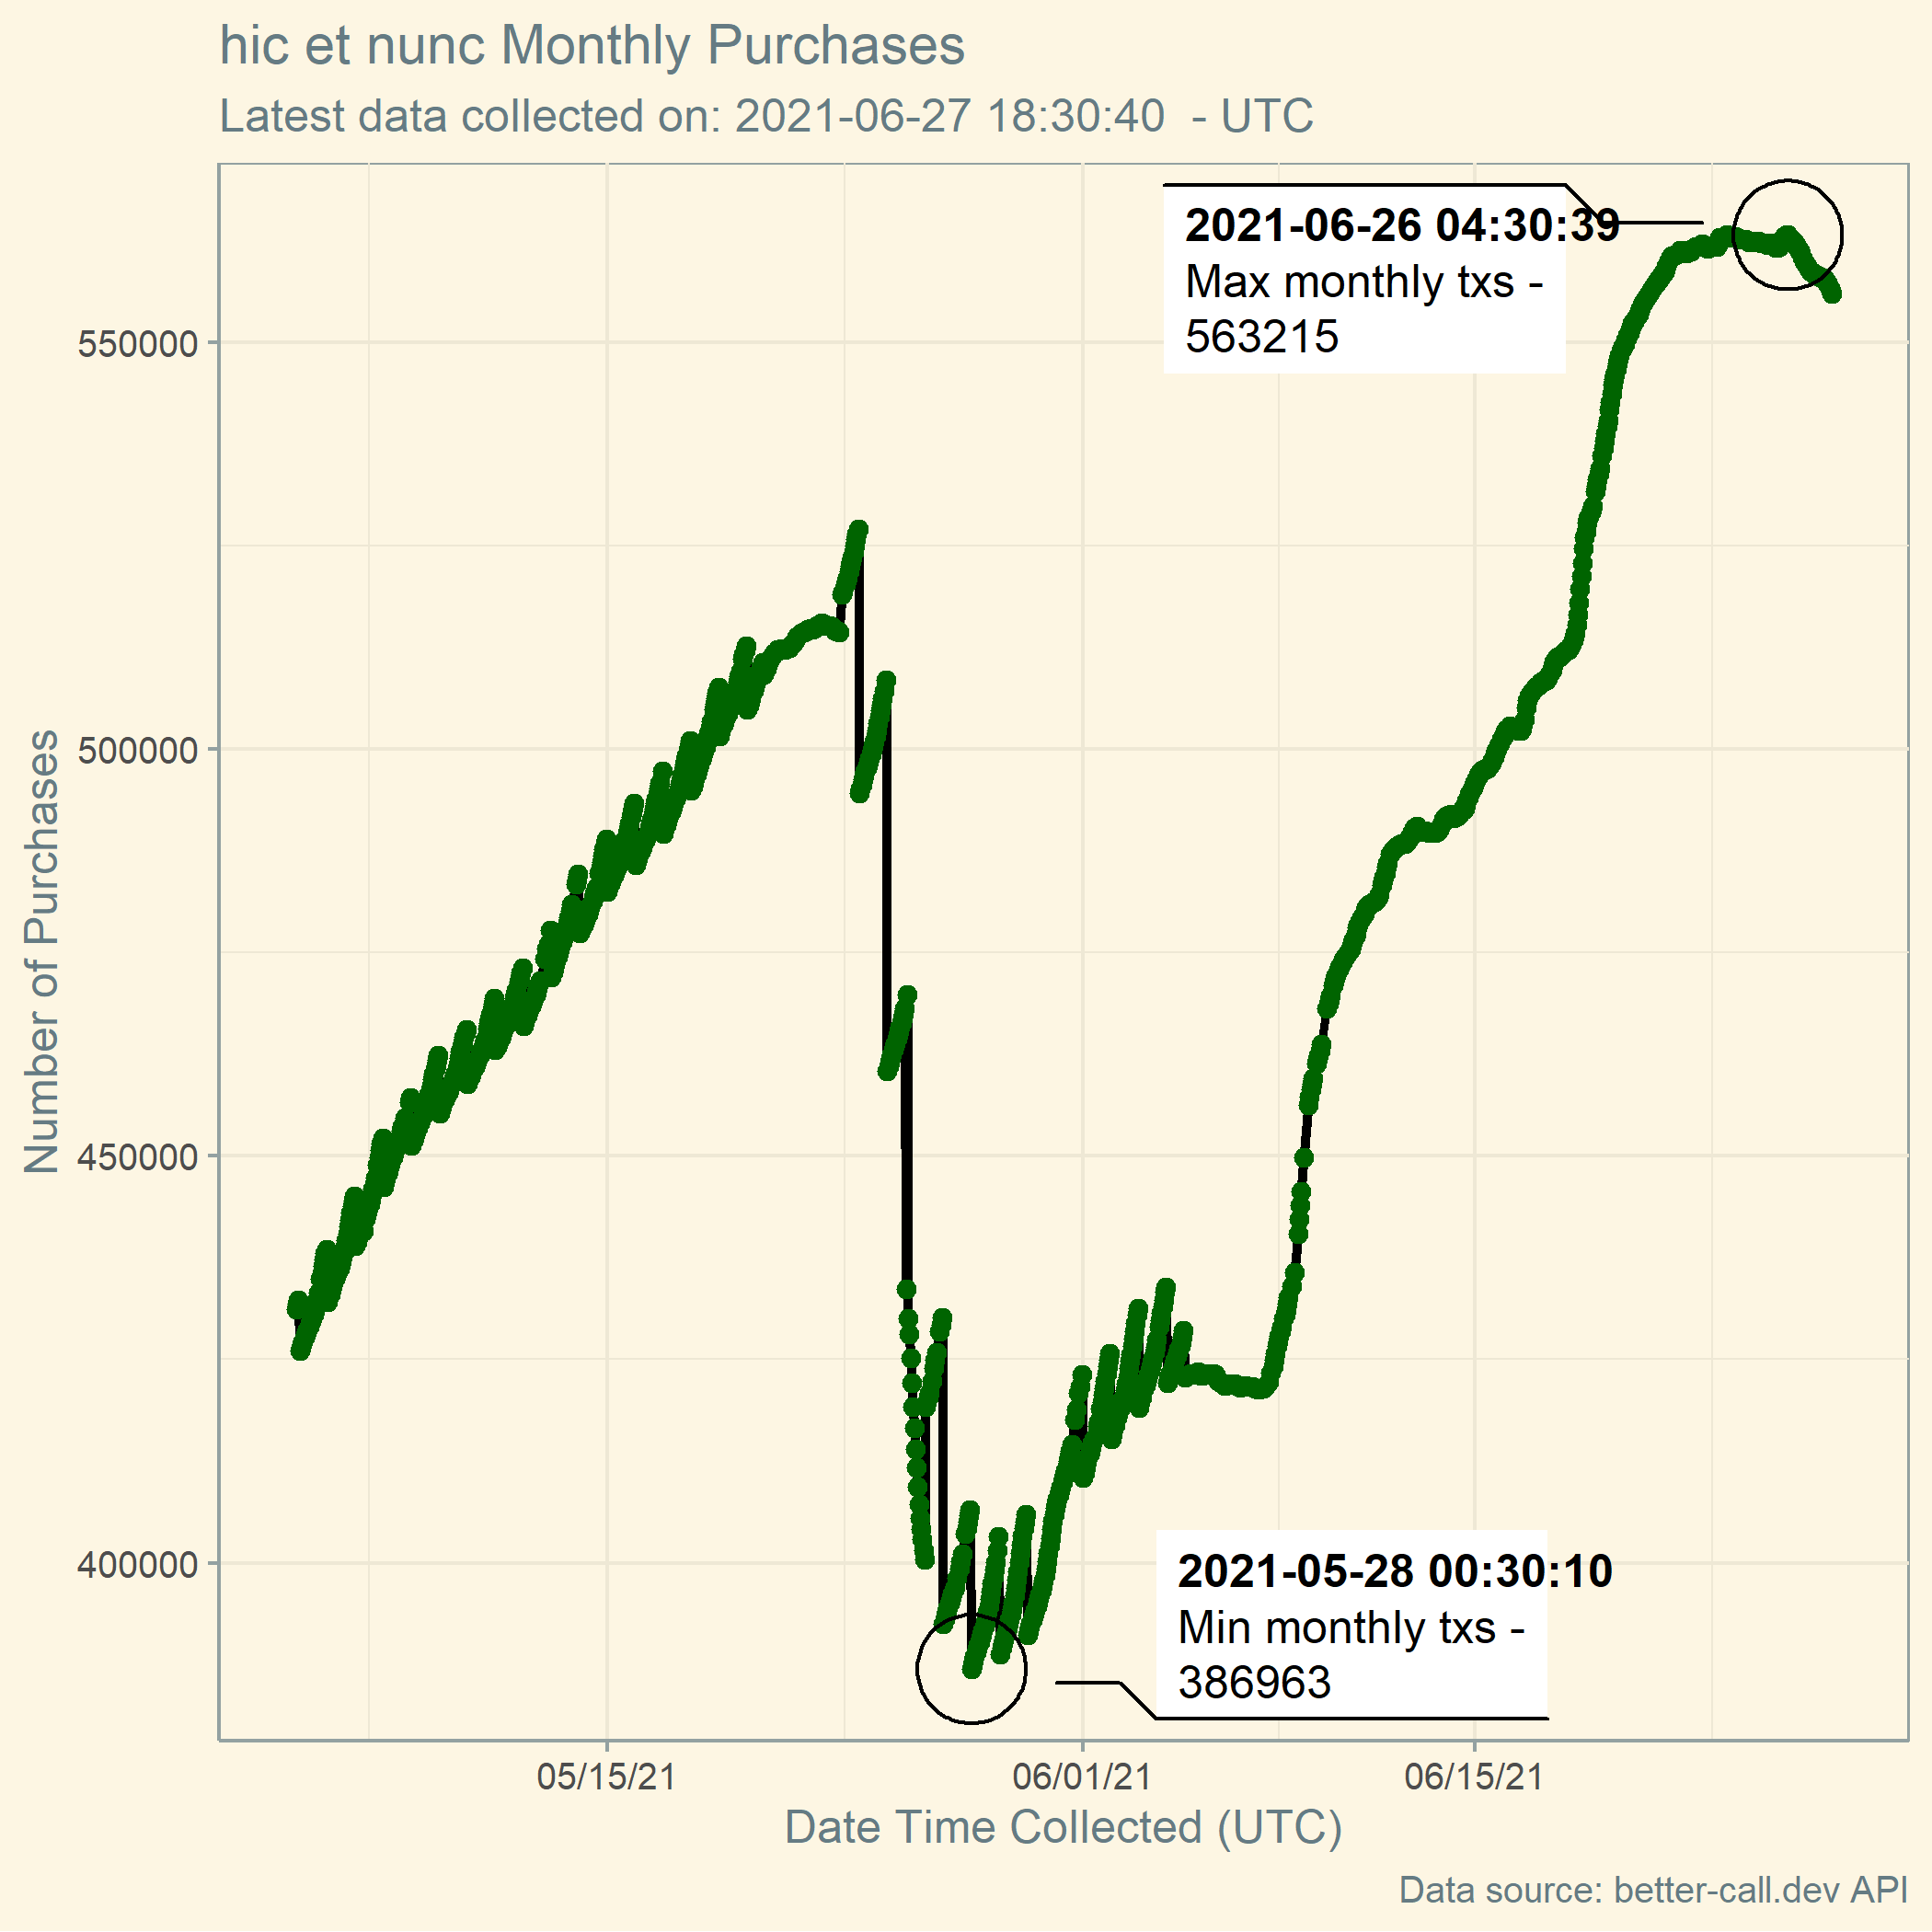 hic et nunc Monthly Purchases
Latest data collected on: 2021-06-27 18:30:40  - UTC
Number of Purchases
550000
500000
450000
400000
2021-06-26 04:30:39
Max monthly txs -
563215
2021-05-28 00:30:10
Min monthly txs -
386963
05/15/21
06/01/21
06/15/21
Date Time Collected (UTC)
Data source: better-call.dev API